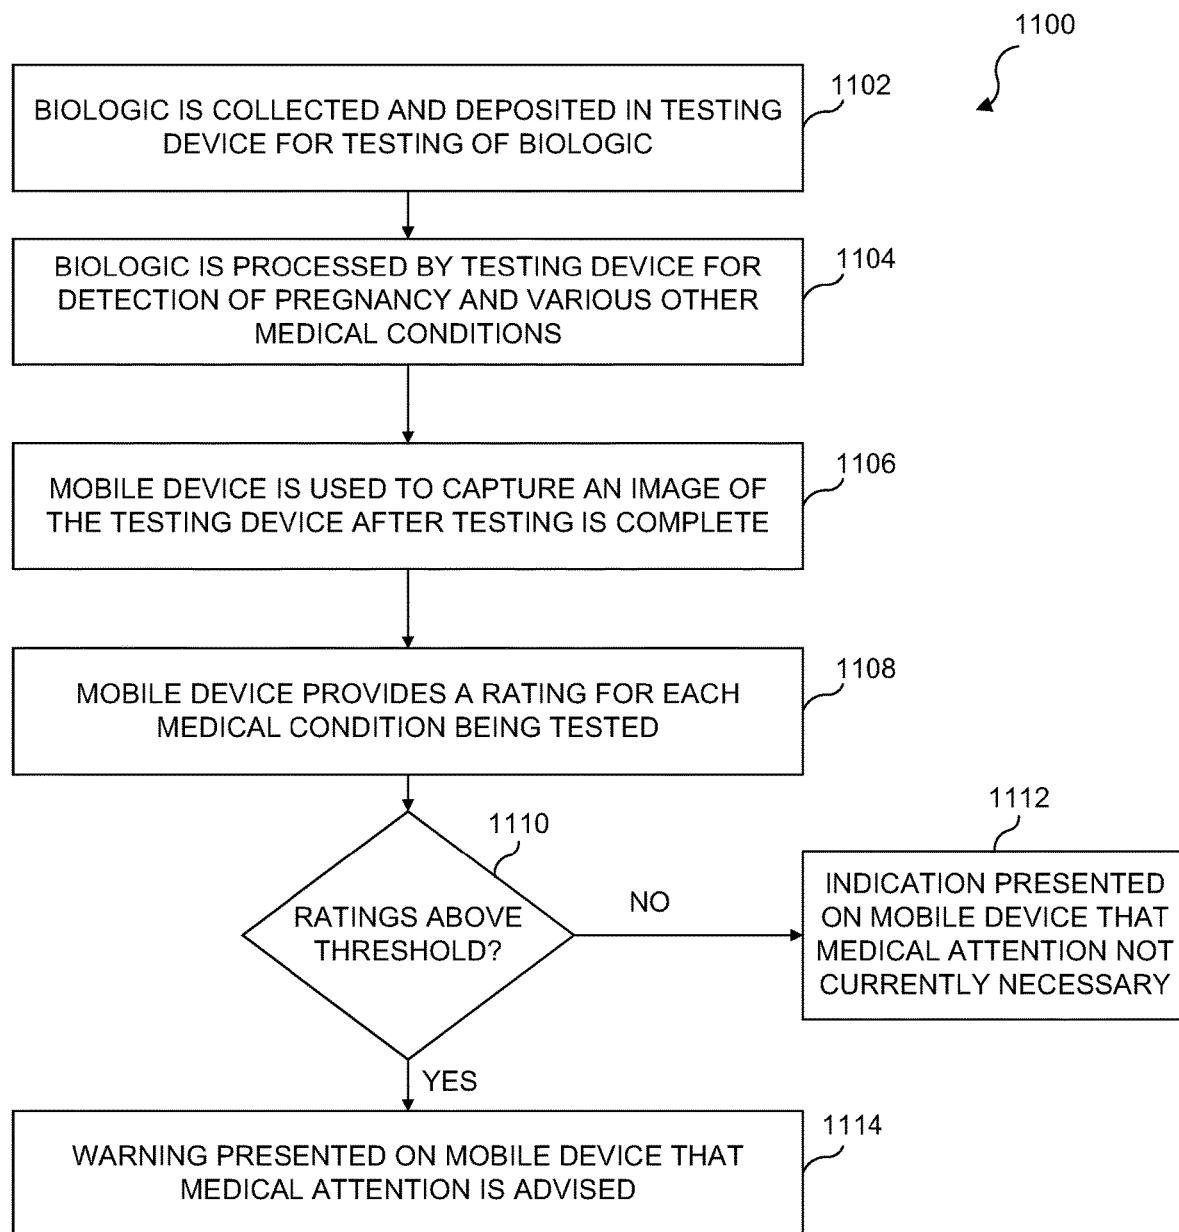 1100
BIOLOGIC IS COLLECTED AND DEPOSITED IN TESTING
DEVICE FOR TESTING OF BIOLOGIC
1102
BIOLOGIC IS PROCESSED BY TESTING DEVICE FOR
DETECTION OF PREGNANCY AND VARIOUS OTHER
MEDICAL CONDITIONS
1104
MOBILE DEVICE IS USED TO CAPTURE AN IMAGE OF
THE TESTING DEVICE AFTER TESTING IS COMPLETE
1106
MOBILE DEVICE PROVIDES A RATING FOR EACH
MEDICAL CONDITION BEING TESTED
1108
RATINGS ABOVE
THRESHOLD?
1110
NO
1112
INDICATION PRESENTED
ON MOBILE DEVICE THAT
MEDICAL ATTENTION NOT
CURRENTLY NECESSARY
YES
WARNING PRESENTED ON MOBILE DEVICE THAT
MEDICAL ATTENTION IS ADVISED
1114